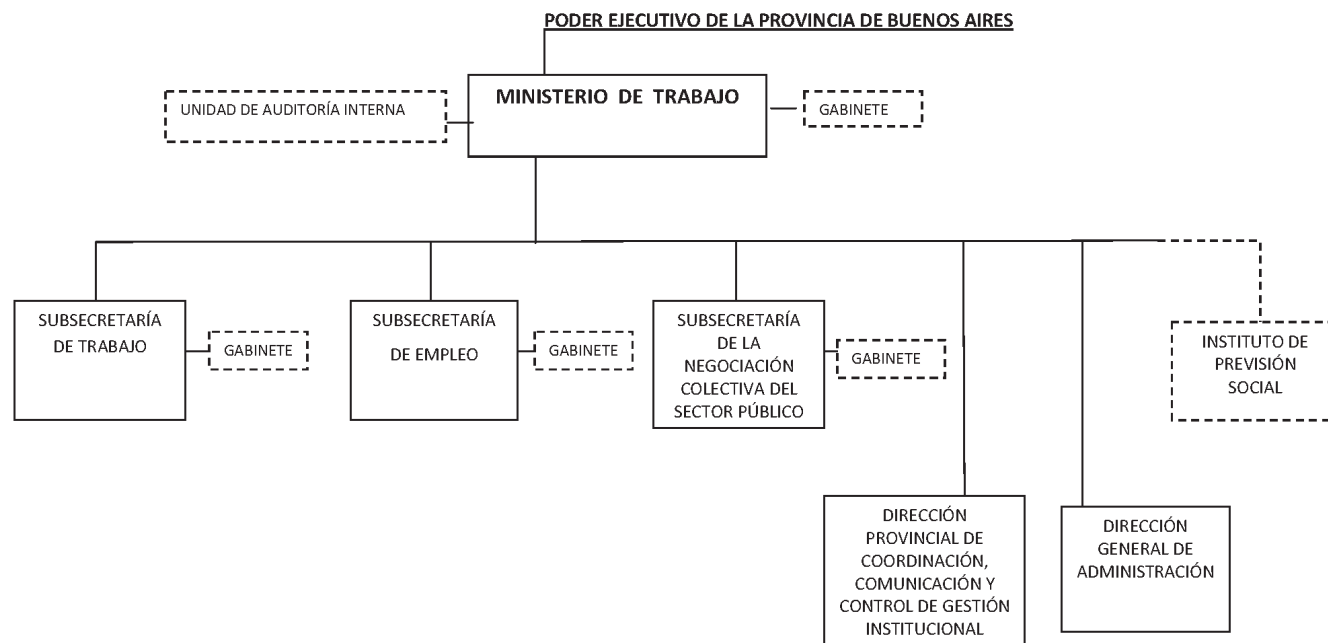 PODER EJECUTIVO DE LA PROVINCIA DE BUENOS AIRES
UNIDAD DE AUDITORÍA INTERNA
MINISTERIO DE TRABAJO
GABINETE
SUBSECRETARÍA
DE TRABAJO
GABINETE
SUBSECRETARÍA
DE EMPLEO
GABINETE
SUBSECRETARÍA
DE LA
NEGOCIACIÓN
COLECTIVA DEL
SECTOR PÚBLICO
GABINETE
INSTITUTO DE
PREVISIÓN
SOCIAL
DIRECCIÓN
PROVINCIAL DE
COORDINACIÓN,
COMUNICACIÓN Y
CONTROL DE GESTIÓN
INSTITUCIONAL
DIRECCIÓN
GENERAL DE
ADMINISTRACIÓN